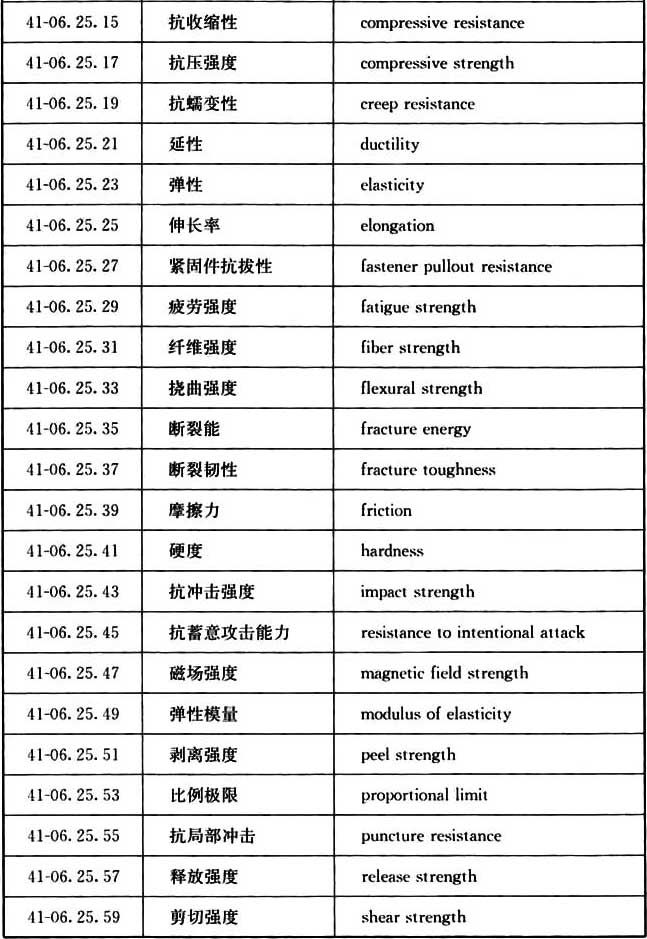 41-06. 25. 15 抗收缩性 compressive resistance
41-06. 25. 17 抗压强度 compressive strength
41-06. 25. 19 抗蠕变性 creep resistance
41-06. 25. 21 延性 ductility
41-06. 25. 23 弹性 elasticity
41-06. 25. 25 伸长率 elongation
41-06. 25. 27 紧固件抗拔性 fastener pullout resistance
41-06. 25. 29 疲劳强度 fatigue strength
41-06. 25. 31 纤维强度 fiber strength
41-06. 25. 33 挠曲强度 flexural strength
41-06. 25. 35 断裂能 fracture energy
41-06. 25. 37 断裂韧性 fracture toughness
41-06. 25. 39 摩擦力 friction
41-06. 25. 41 硬度 hardness
41-06. 25. 43 抗冲击强度 impact strength
41-06. 25. 45 抗蓄意攻击能力 resistance to intentional attack
41-06. 25. 47 磁场强度 magnetic field strength
41-06. 25. 49 弹性模量 modulus of elasticity
41-06. 25. 51 剥离强度 peel strength
41-06. 25. 53 比例极限 proportional limit
41-06. 25. 55 抗局部冲击 puncture resistance
41-06. 25. 57 释放强度 release strength
41-06. 25. 59 剪切强度 shear strength